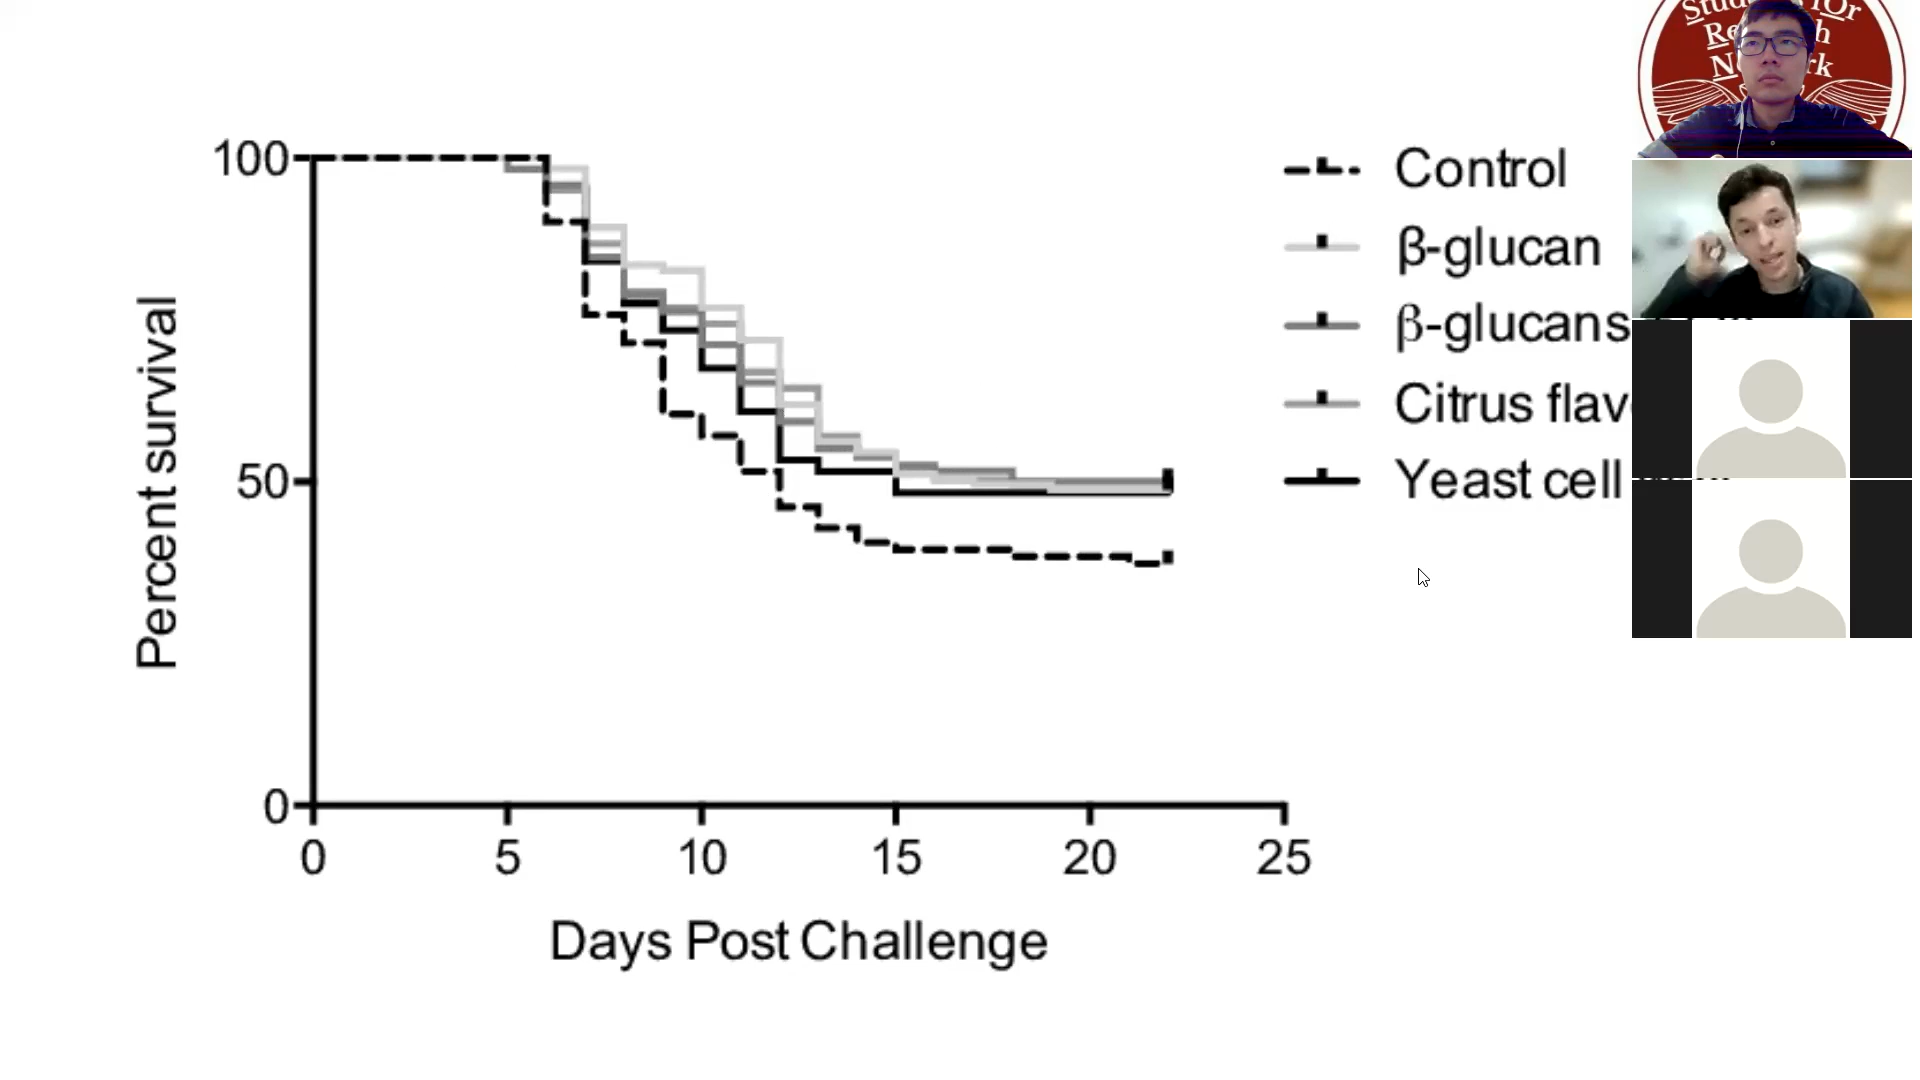 100
50
0
Percent survival
0 5 10 15 20 25
Days Post Challenge
Control
β-glucan
β-glucans
Citrus
Yeast cell